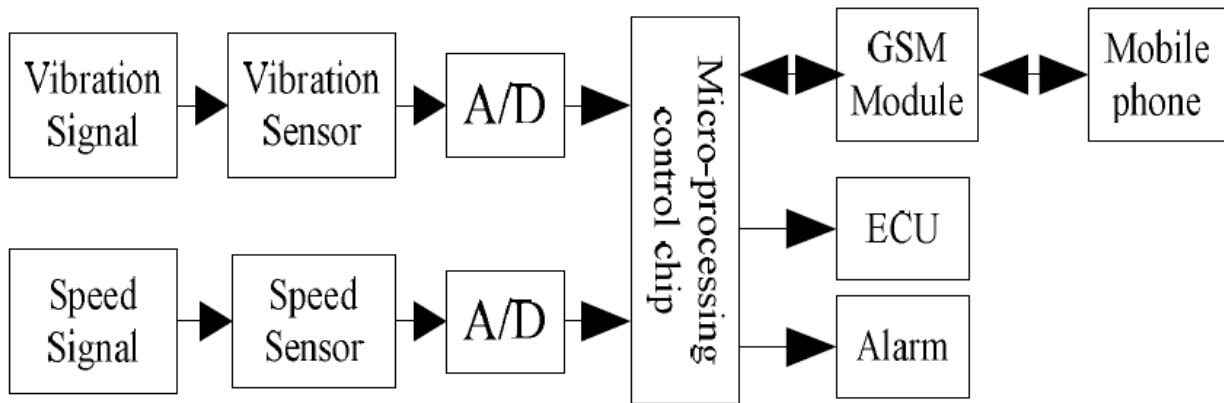 Vibration
Signal
Vibration
Sensor
A/D
Speed
Signal
Speed
Sensor
A/D
Micro-processing
control chip
GSM
Module
Mobile
phone
ECU
Alarm